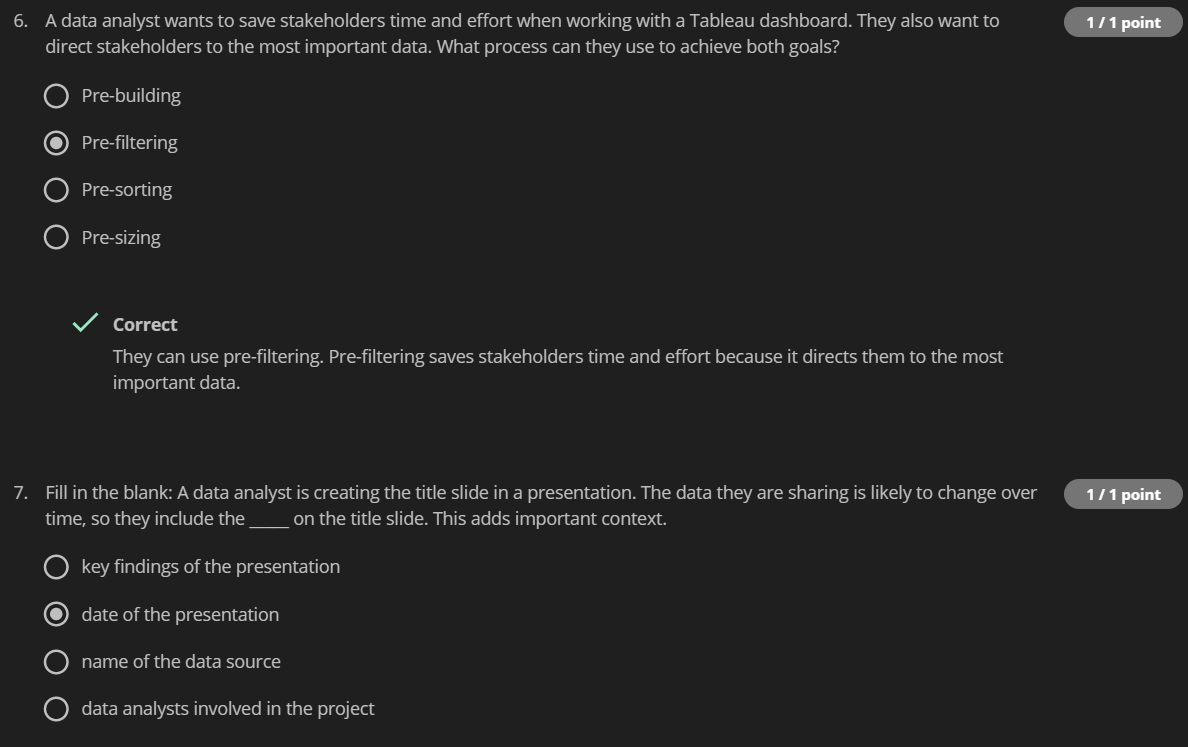 6. A data analyst wants to save stakeholders time and effort when working with a Tableau dashboard. They also want to
1 / 1 point
direct stakeholders to the most important data. What process can they use to achieve both goals?
Pre-building
Pre-filtering
Pre-sorting
Pre-sizing
Correct
They can use pre-filtering. Pre-filtering saves stakeholders time and effort because it directs them to the most
important data.
7. Fill in the blank: A data analyst is creating the title slide in a presentation. The data they are sharing is likely to change over
1 / 1 point
time, so they include the _____ on the title slide. This adds important context.
key findings of the presentation
date of the presentation
name of the data source
data analysts involved in the project